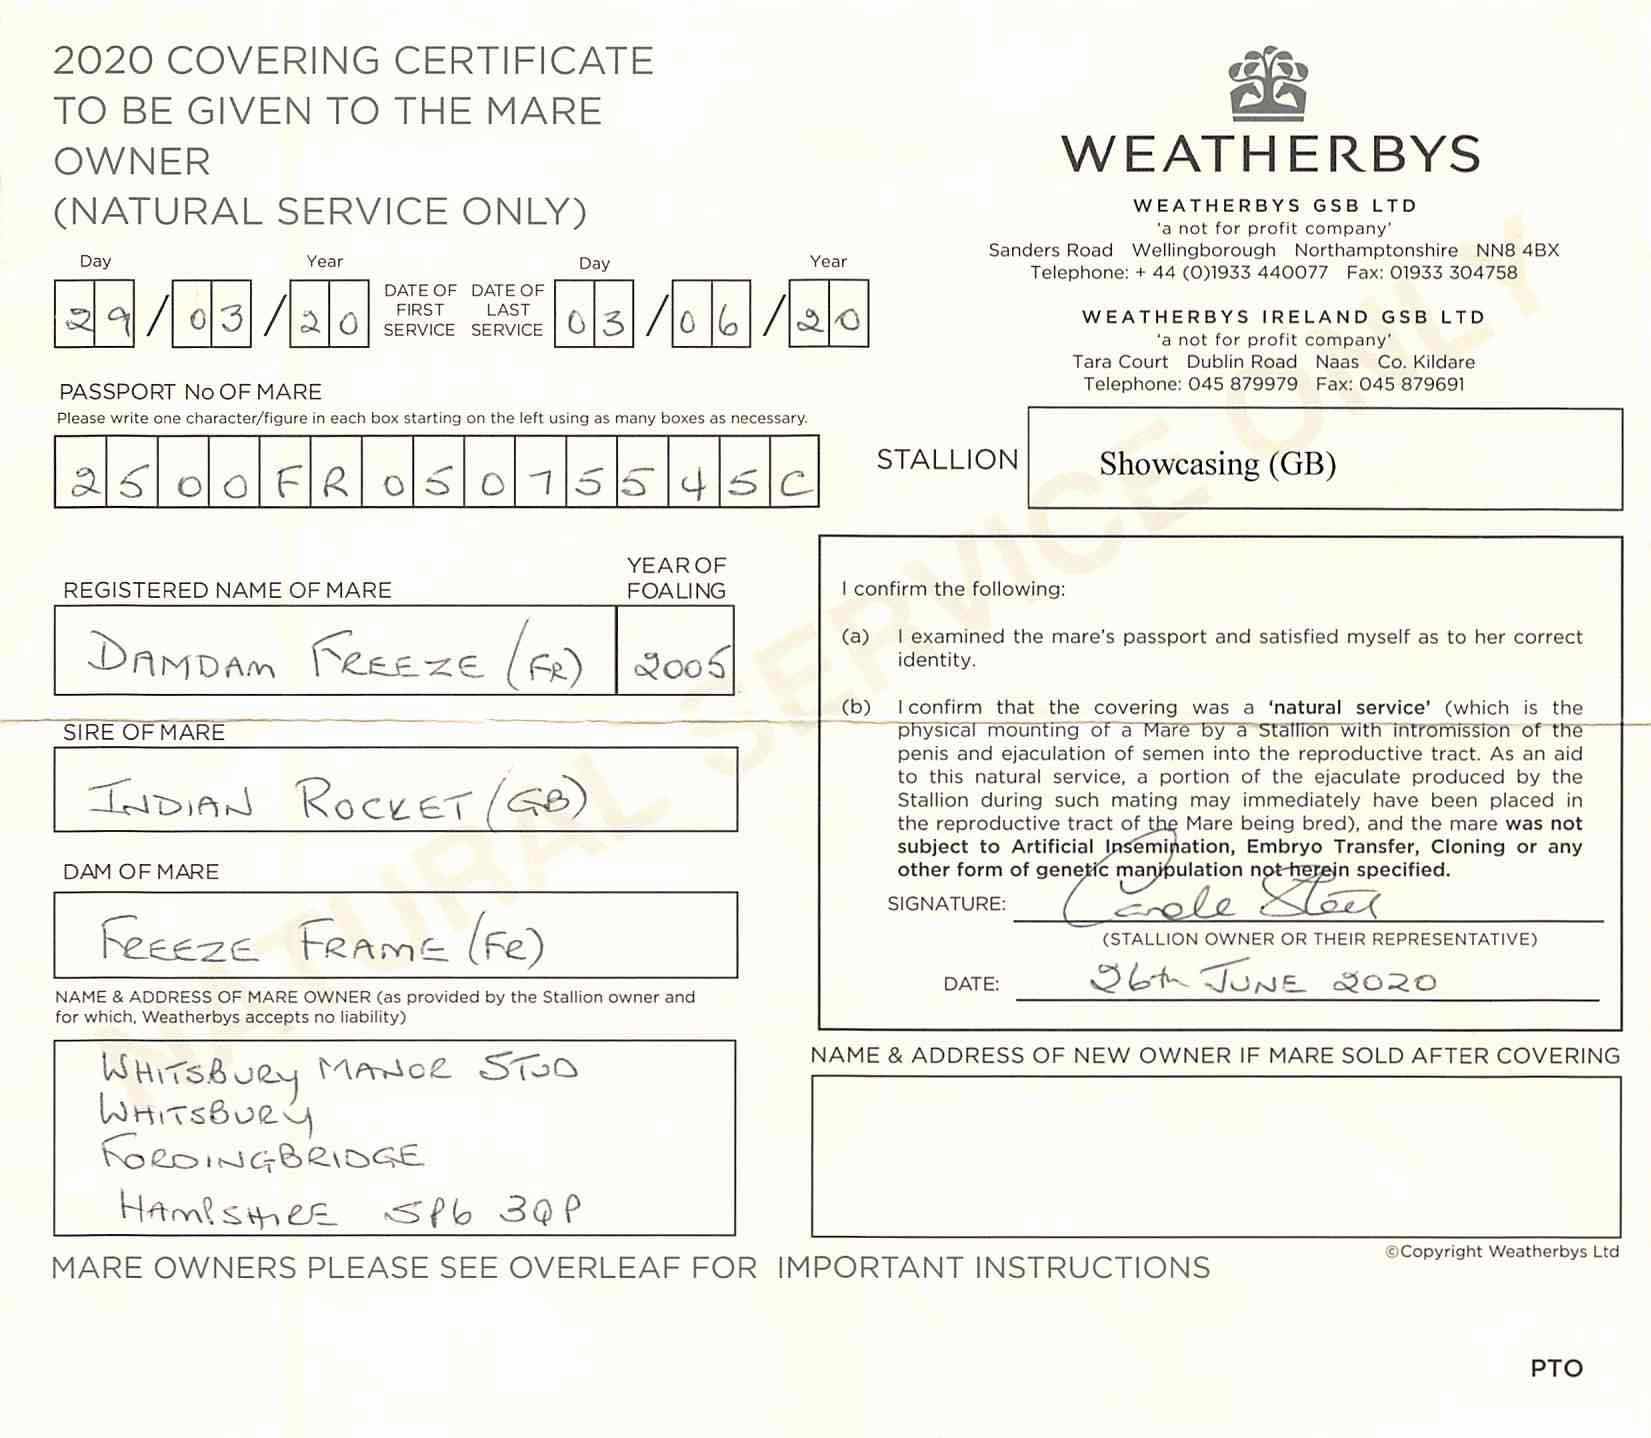 2020 COVERING CERTIFICATE
TO BE GIVEN TO THE MARE
OWNER
(NATURAL SERVICE ONLY)
Day Year Day Year
29/03/20 DATE OF FIRST SERVICE DATE OF LAST SERVICE 03/06/20
PASSPORT No OF MARE
Please write one character/figure in each box starting on the left using as many boxes as necessary.
2500FR05075545C
REGISTERED NAME OF MARE YEAR OF FOALING
DAMDAM FREEZE (FR) 2005
SIRE OF MARE
INDIAN ROCKET (GB)
DAM OF MARE
FREEZE FRAME (FR)
NAME & ADDRESS OF MARE OWNER (as provided by the Stallion owner and
for which, Weatherbys accepts no liability)
WHITSBURY MANOR STUD
WHITSBURY
FORDINGBRIDGE
HAMPSHIRE SP6 3QP
WEATHERBYS
WEATHERBYS GSB LTD
'a not for profit company'
Sanders Road Wellingborough Northamptonshire NN8 4BX
Telephone: + 44 (0)1933 440077 Fax: 01933 304758
WEATHERBYS IRELAND GSB LTD
'a not for profit company'
Tara Court Dublin Road Naas Co. Kildare
Telephone: 045 879979 Fax: 045 879691
STALLION Showcasing (GB)
I confirm the following:
(a) I examined the mare's passport and satisfied myself as to her correct
identity.
(b) I confirm that the covering was a 'natural service' (which is the
physical mounting of a Mare by a Stallion with intromission of the
penis and ejaculation of semen into the reproductive tract. As an aid
to this natural service, a portion of the ejaculate produced by the
Stallion during such mating may immediately have been placed in
the reproductive tract of the Mare being bred), and the mare was not
subject to Artificial Insemination, Embryo Transfer, Cloning or any
other form of genetic manipulation not herein specified.
SIGNATURE: Carole Steel
(STALLION OWNER OR THEIR REPRESENTATIVE)
DATE: 26th JUNE 2020
NAME & ADDRESS OF NEW OWNER IF MARE SOLD AFTER COVERING
©Copyright Weatherbys Ltd
MARE OWNERS PLEASE SEE OVERLEAF FOR IMPORTANT INSTRUCTIONS
PTO
NATURAL SERVICE ONLY